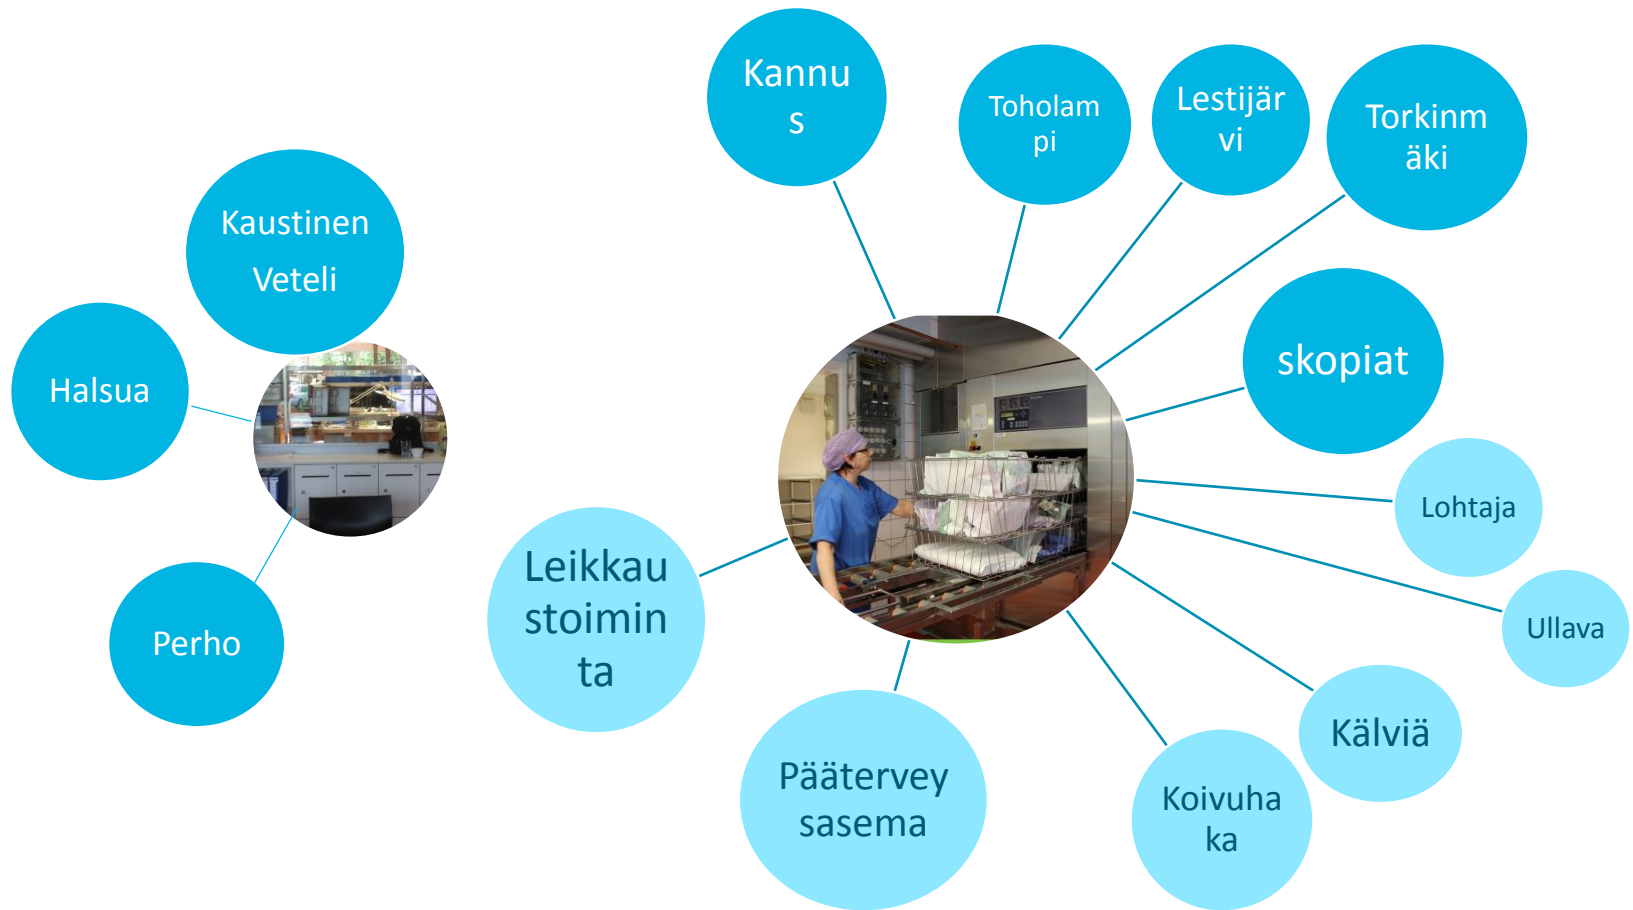 Kannu
s
Toholam
pi
Lestijär
vi
Torkinm
äki
Kaustinen
Veteli
Halsua
skopiat
Lohtaja
Leikkau
stoimin
ta
Ullava
Perho
Kälviä
Päätervey
sasema
Koivuha
ka